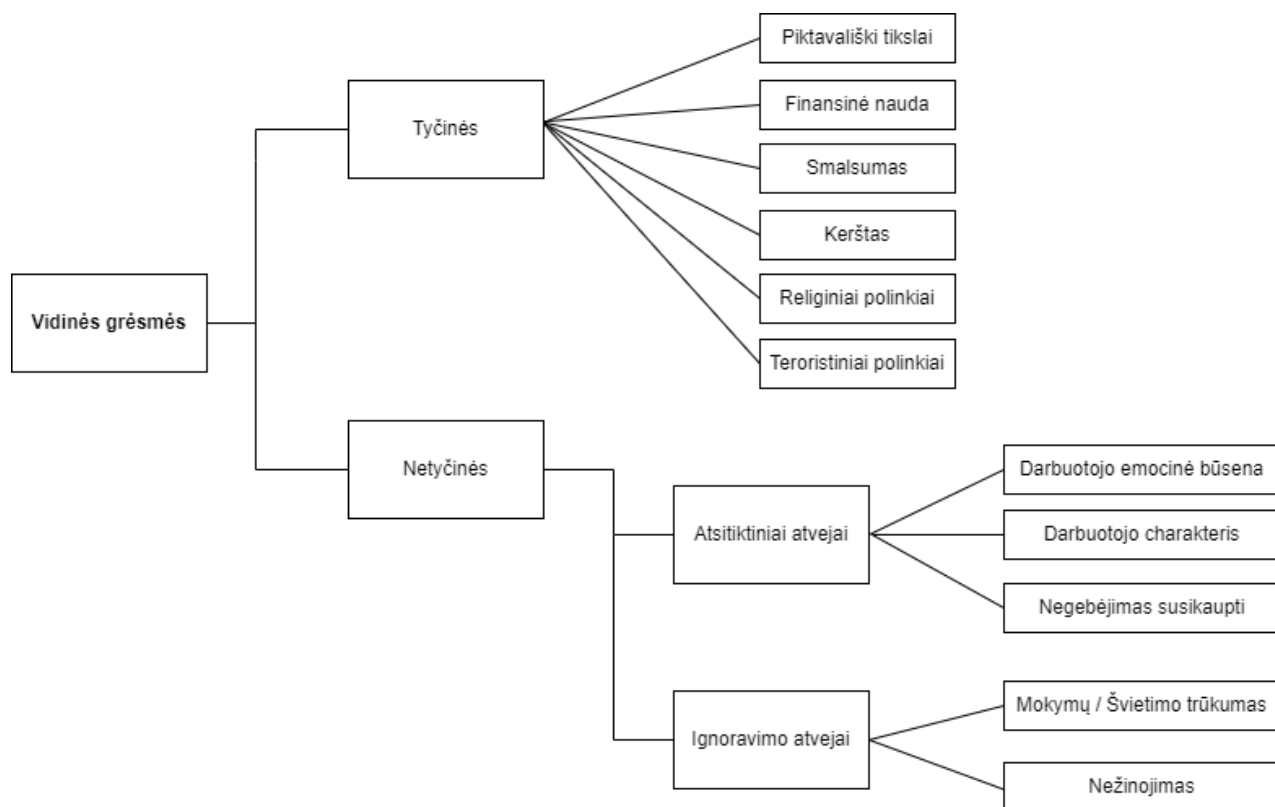 Piktavališki tikslai
Finansinė nauda
Tyčinės
Smalsumas
Kerštas
Religiniai polinkiai
Vidinės grėsmės
Teroristiniai polinkiai
Netyčinės
Darbuotojo emocinė būsena
Atsitiktiniai atvejai
Darbuotojo charakteris
Negebėjimas susikaupti
Mokymų / Švietimo trūkumas
Ignoravimo atvejai
Nežinojimas